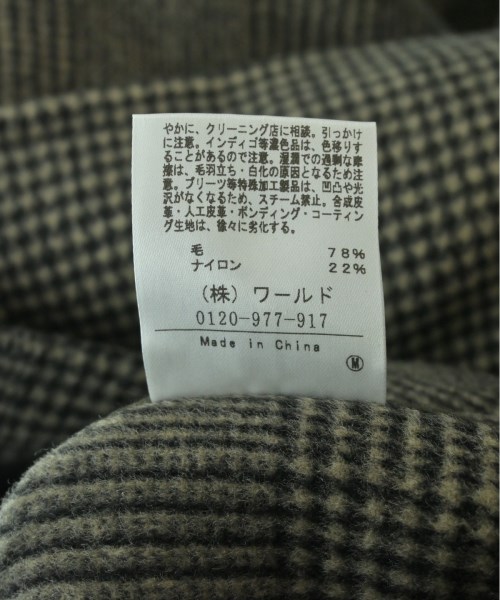 やかに、クリーニング店に相談。引っかけ
に注意。インディゴ等濃色品は、色移りす
ることがあるので注意。湿潤での過剰な摩
擦は、毛羽立ち・白化の原因となるため注
意。プリーツ等特殊加工製品は、凹凸や光
沢がなくなるため、スチーム禁止。合成皮
革・人工皮革・ボンディング・コーティン
グ生地は、徐々に劣化する。
毛 78%
ナイロン 22%
(株)ワールド
0120-977-917
Made in China
M